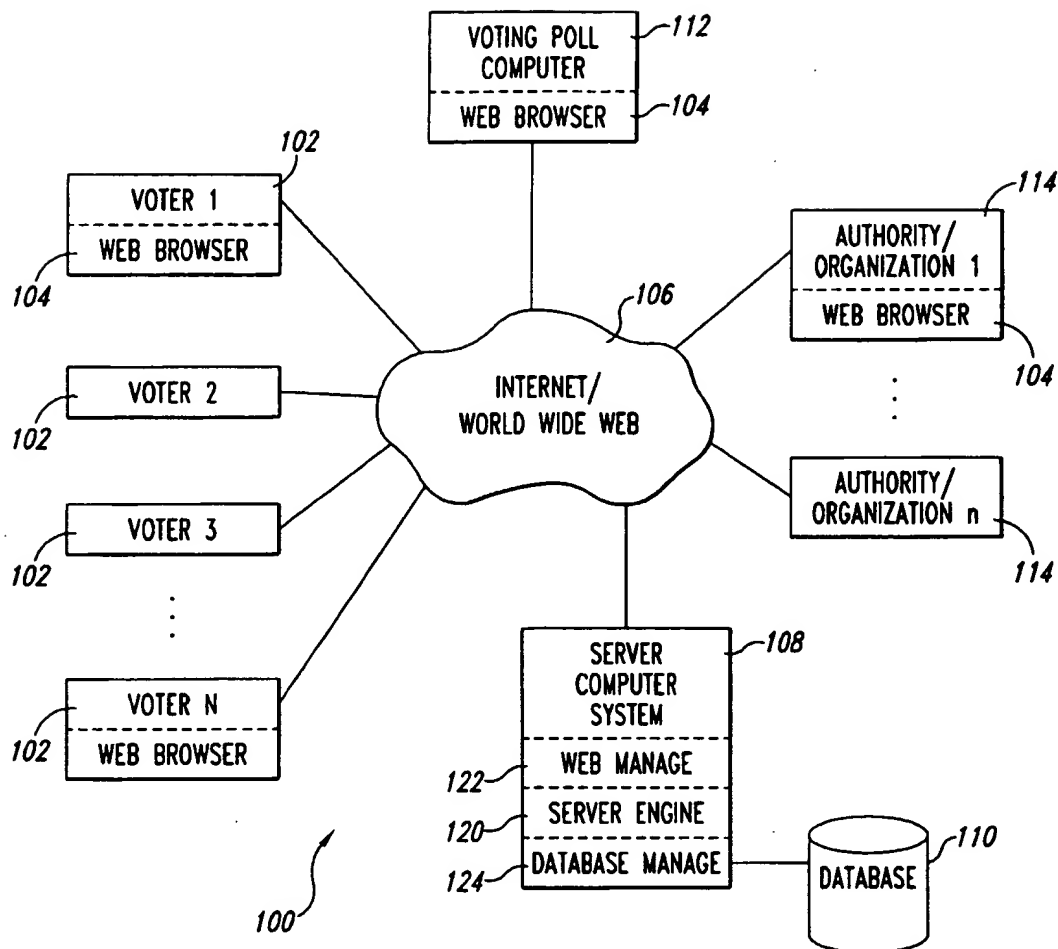 VOTING POLL
COMPUTER
112
WEB BROWSER
104
102
VOTER 1
WEB BROWSER
104
114
AUTHORITY/
ORGANIZATION 1
WEB BROWSER
104
106
INTERNET/
WORLD WIDE WEB
VOTER 2
102
VOTER 3
102
AUTHORITY/
ORGANIZATION n
114
VOTER N
102
WEB BROWSER
SERVER
COMPUTER
SYSTEM
108
WEB MANAGE
122
SERVER ENGINE
120
DATABASE MANAGE
124
DATABASE
110
100